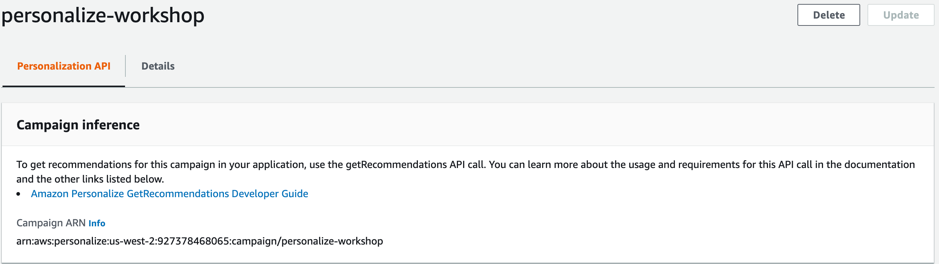 personalize-workshop
Delete
Update
Personalization API
Details
Campaign inference
To get recommendations for this campaign in your application, use the getRecommendations API call. You can learn more about the usage and requirements for this API call in the documentation
and the other links listed below.
• Amazon Personalize GetRecommendations Developer Guide
Campaign ARN Info
arn:aws:personalize:us-west-2:927378468065:campaign/personalize-workshop